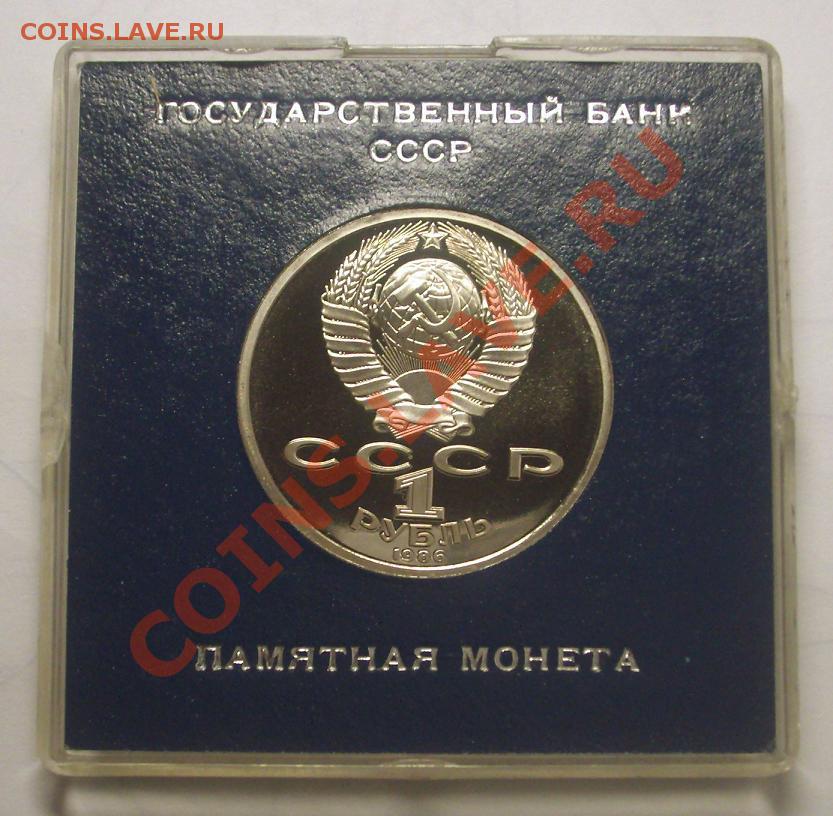 COINS.LAVE.RU
ГОСУДАРСТВЕННЫЙ БАНК
СССР
СССР
1
РУБЛЬ
1986
ПАМЯТНАЯ МОНЕТА
COINS.LAVE.RU